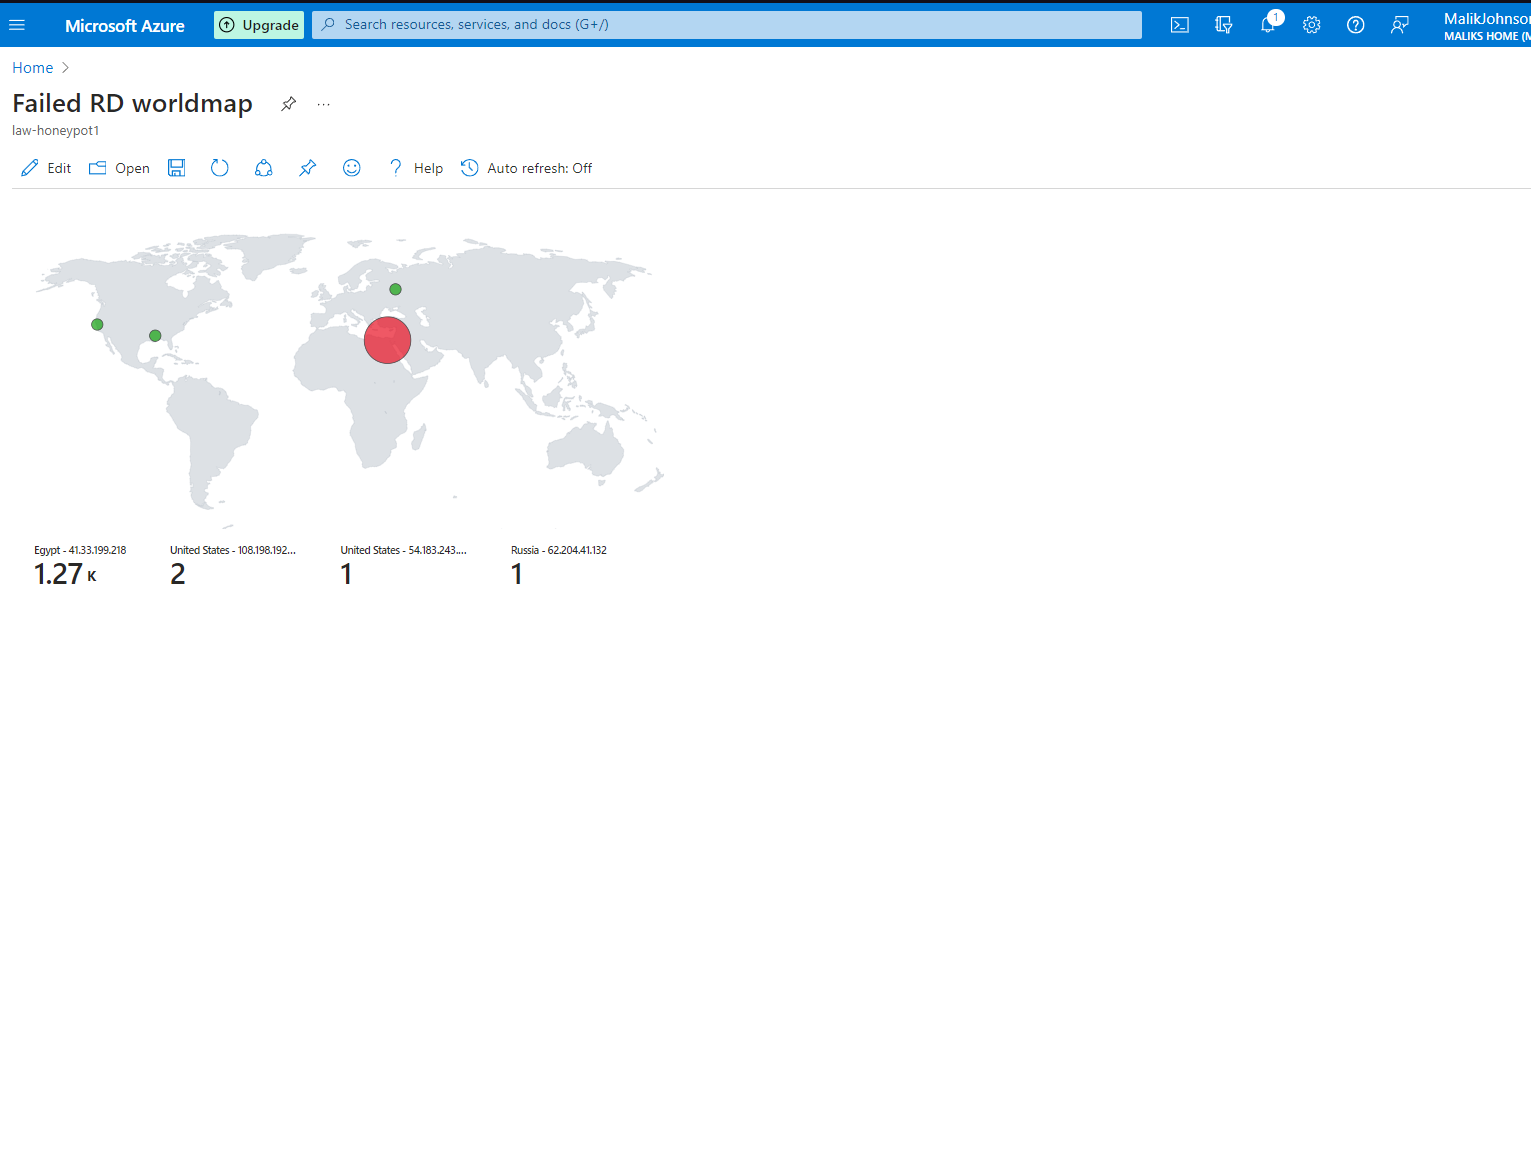 Microsoft Azure
Upgrade
Search resources, services, and docs (G+/)
1
MalikJohnson
MALIKS HOME (M
Home
Failed RD worldmap
law-honeypot1
Edit
Open
Help
Auto refresh: Off
Egypt - 41.33.199.218
1.27 K
United States - 108.198.192...
2
United States - 54.183.243....
1
Russia - 62.204.41.132
1